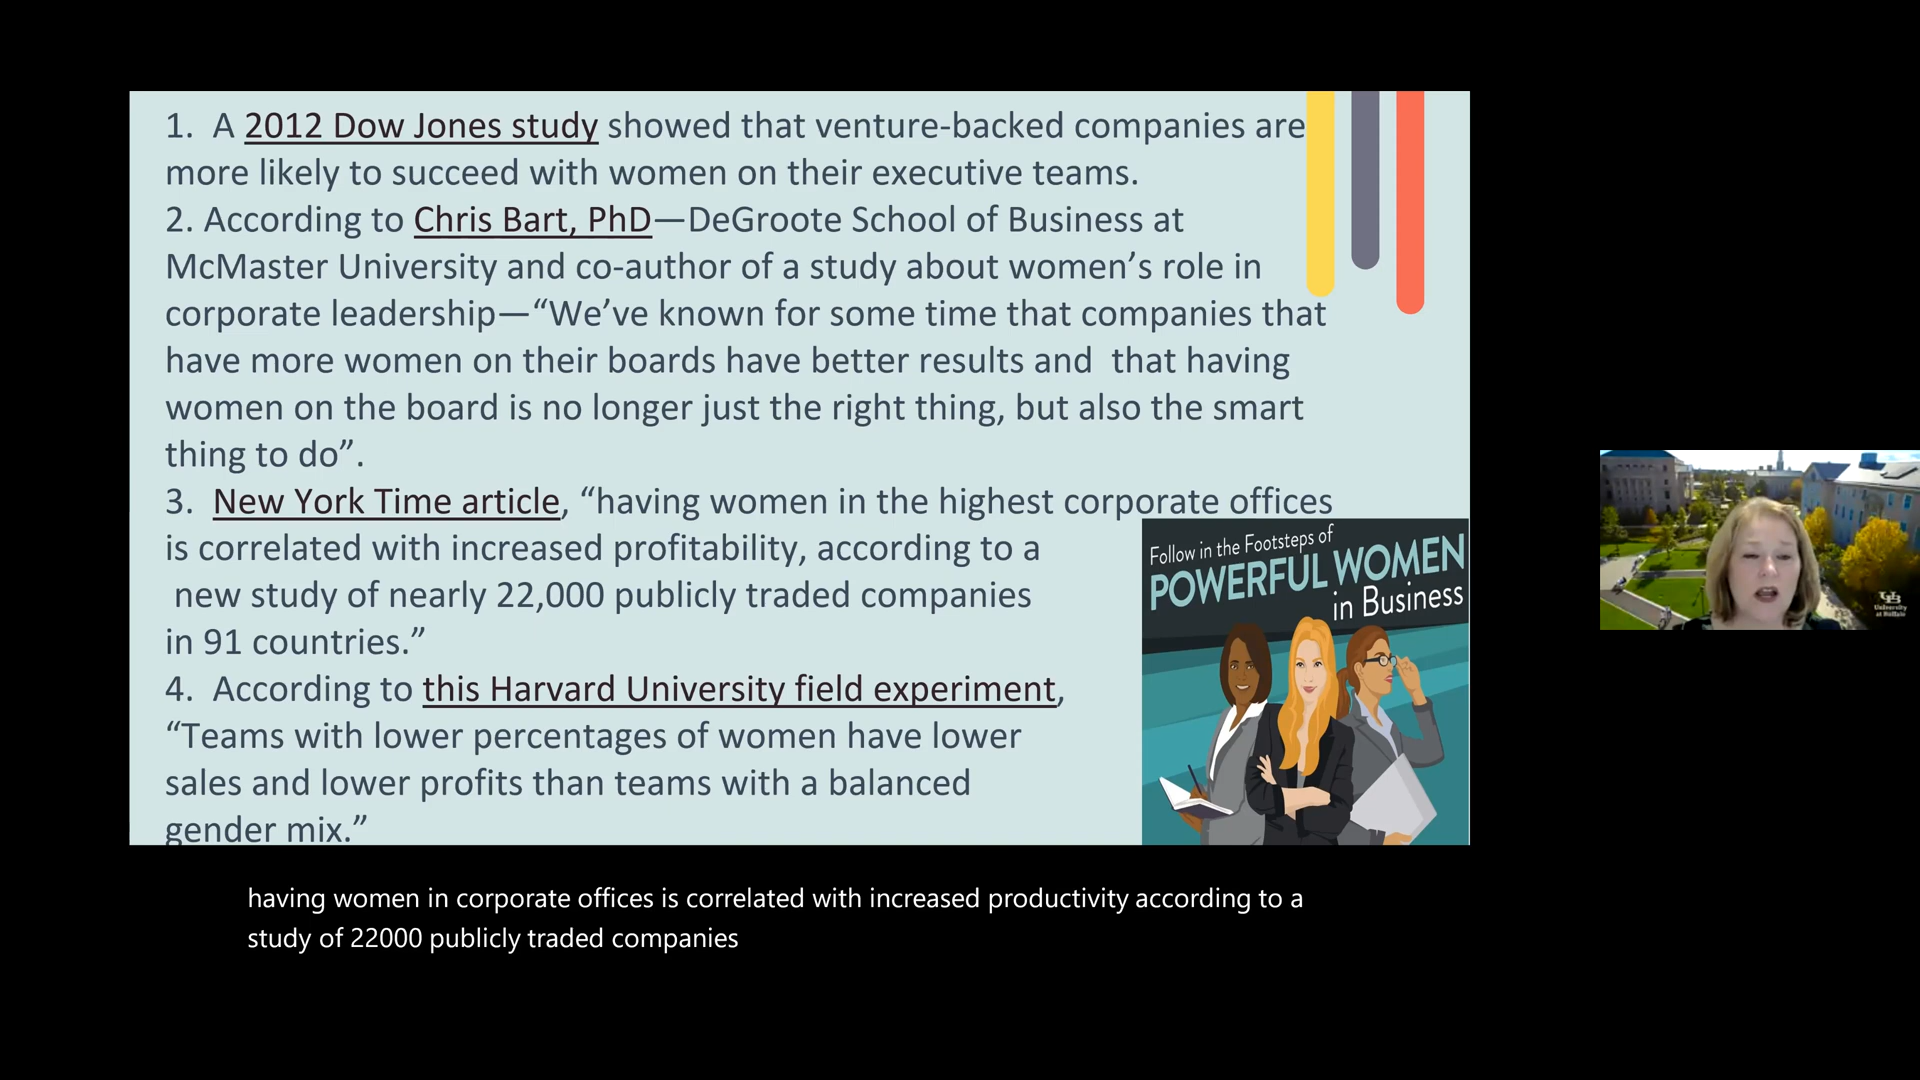 1.  A 2012 Dow Jones study showed that venture-backed companies are
more likely to succeed with women on their executive teams.
2. According to Chris Bart, PhD—DeGroote School of Business at
McMaster University and co-author of a study about women’s role in
corporate leadership—“We’ve known for some time that companies that
have more women on their boards have better results and  that having
women on the board is no longer just the right thing, but also the smart
thing to do”.
3.  New York Time article, “having women in the highest corporate offices
is correlated with increased profitability, according to a
new study of nearly 22,000 publicly traded companies
in 91 countries.”
4.  According to this Harvard University field experiment,
“Teams with lower percentages of women have lower
sales and lower profits than teams with a balanced
gender mix.”
Follow in the Footsteps of
POWERFUL WOMEN
in Business
UB
University
at Buffalo
having women in corporate offices is correlated with increased productivity according to a
study of 22000 publicly traded companies